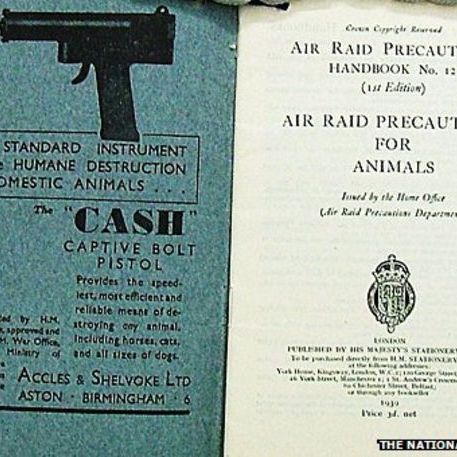 STANDARD INSTRUMENT
HUMANE DESTRUCTION
OMESTIC ANIMALS . . .
The "CASH"
CAPTIVE BOLT
PISTOL
Provides the speed-
iest, most efficient and
reliable means of de-
stroying any animal,
including horses, cats,
and all sizes of dogs.
ded by H.M.
, approved and
M. War Office,
Ministry of
ACCLES & SHELVOKE LTD
ASTON · BIRMINGHAM · 6
Crown Copyright Reserved
AIR RAID PRECAUT
HANDBOOK No. 12
(1st Edition)
AIR RAID PRECAUT
FOR
ANIMALS
Issued by the Home Office
(Air Raid Precautions Department)
LONDON
PUBLISHED BY HIS MAJESTY'S STATIONERY
To be purchased directly from H.M. STATIONERY
at the following addresses:
York House, Kingsway, London, W.C.2; 120 George Street
26 York Street, Manchester 1; 1 St. Andrew's Crescent
80 Chichester Street, Belfast;
or through any bookseller
1939
Price 3d. net
THE NATIONA